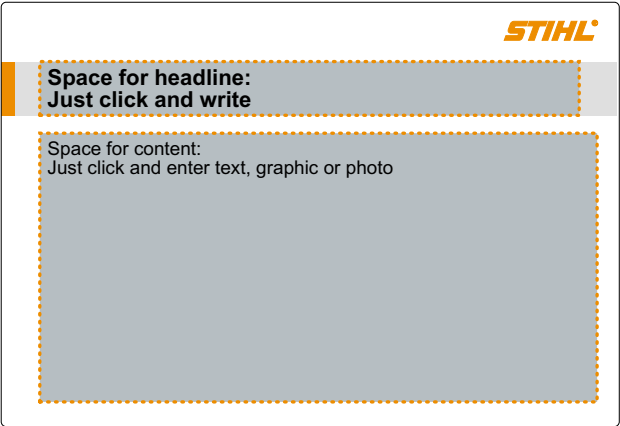 STIHL
Space for headline:
Just click and write
Space for content:
Just click and enter text, graphic or photo